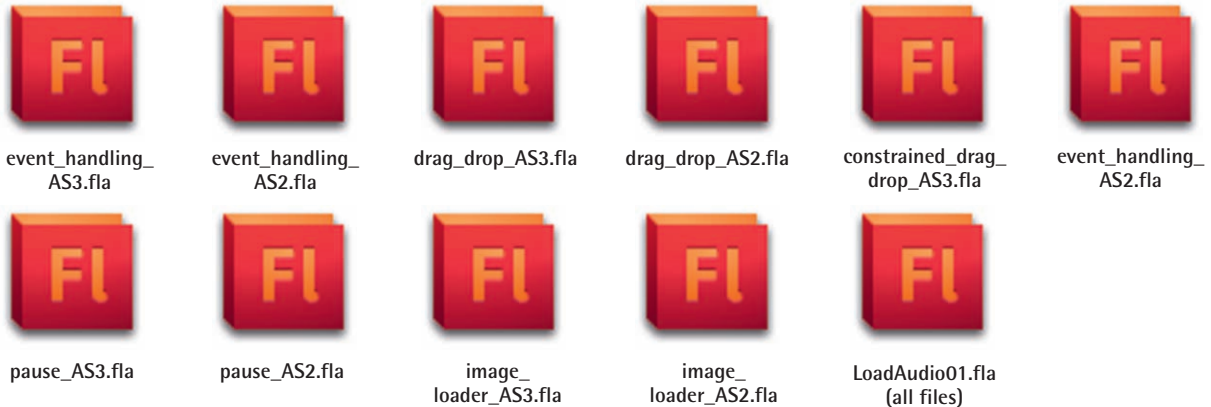 Fl Fl Fl Fl Fl Fl
event_handling_ event_handling_ drag_drop_AS3.fla drag_drop_AS2.fla constrained_drag_ event_handling_
AS3.fla AS2.fla drop_AS3.fla AS2.fla
Fl Fl Fl Fl Fl
pause_AS3.fla pause_AS2.fla image_ image_ LoadAudio01.fla
loader_AS3.fla loader_AS2.fla (all files)